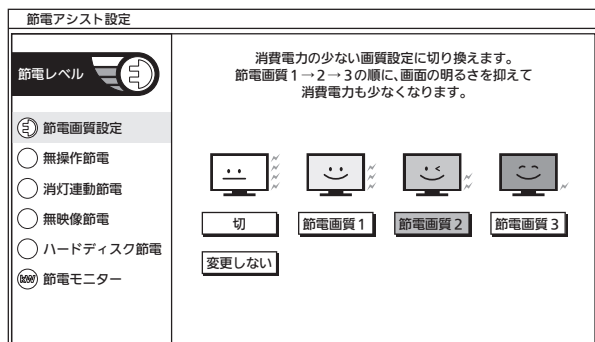 節電アシスト設定
節電レベル
節電画質設定
無操作節電
消灯連動節電
無映像節電
ハードディスク節電
節電モニター
消費電力の少ない画質設定に切り換えます。
節電画質1→2→3の順に、画面の明るさを抑えて
消費電力も少なくなります。
切 節電画質1 節電画質2 節電画質3
変更しない